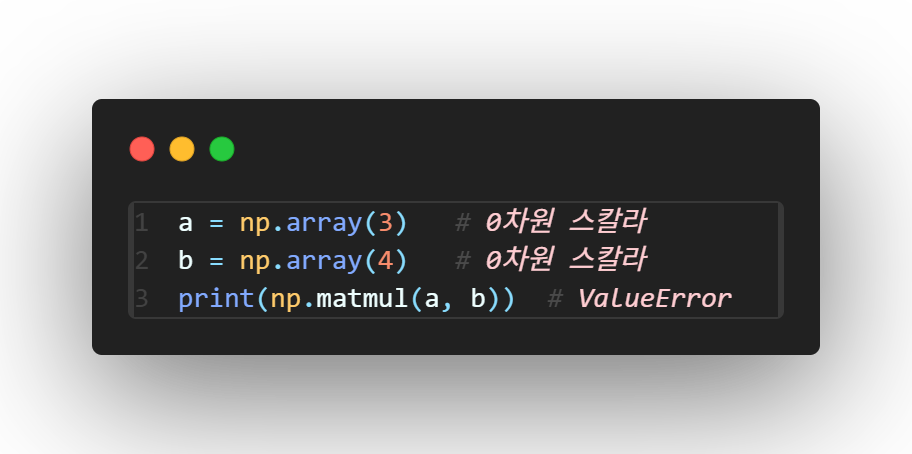 1 a = np.array(3)   # 0차원 스칼라
2 b = np.array(4)   # 0차원 스칼라
3 print(np.matmul(a, b))  # ValueError